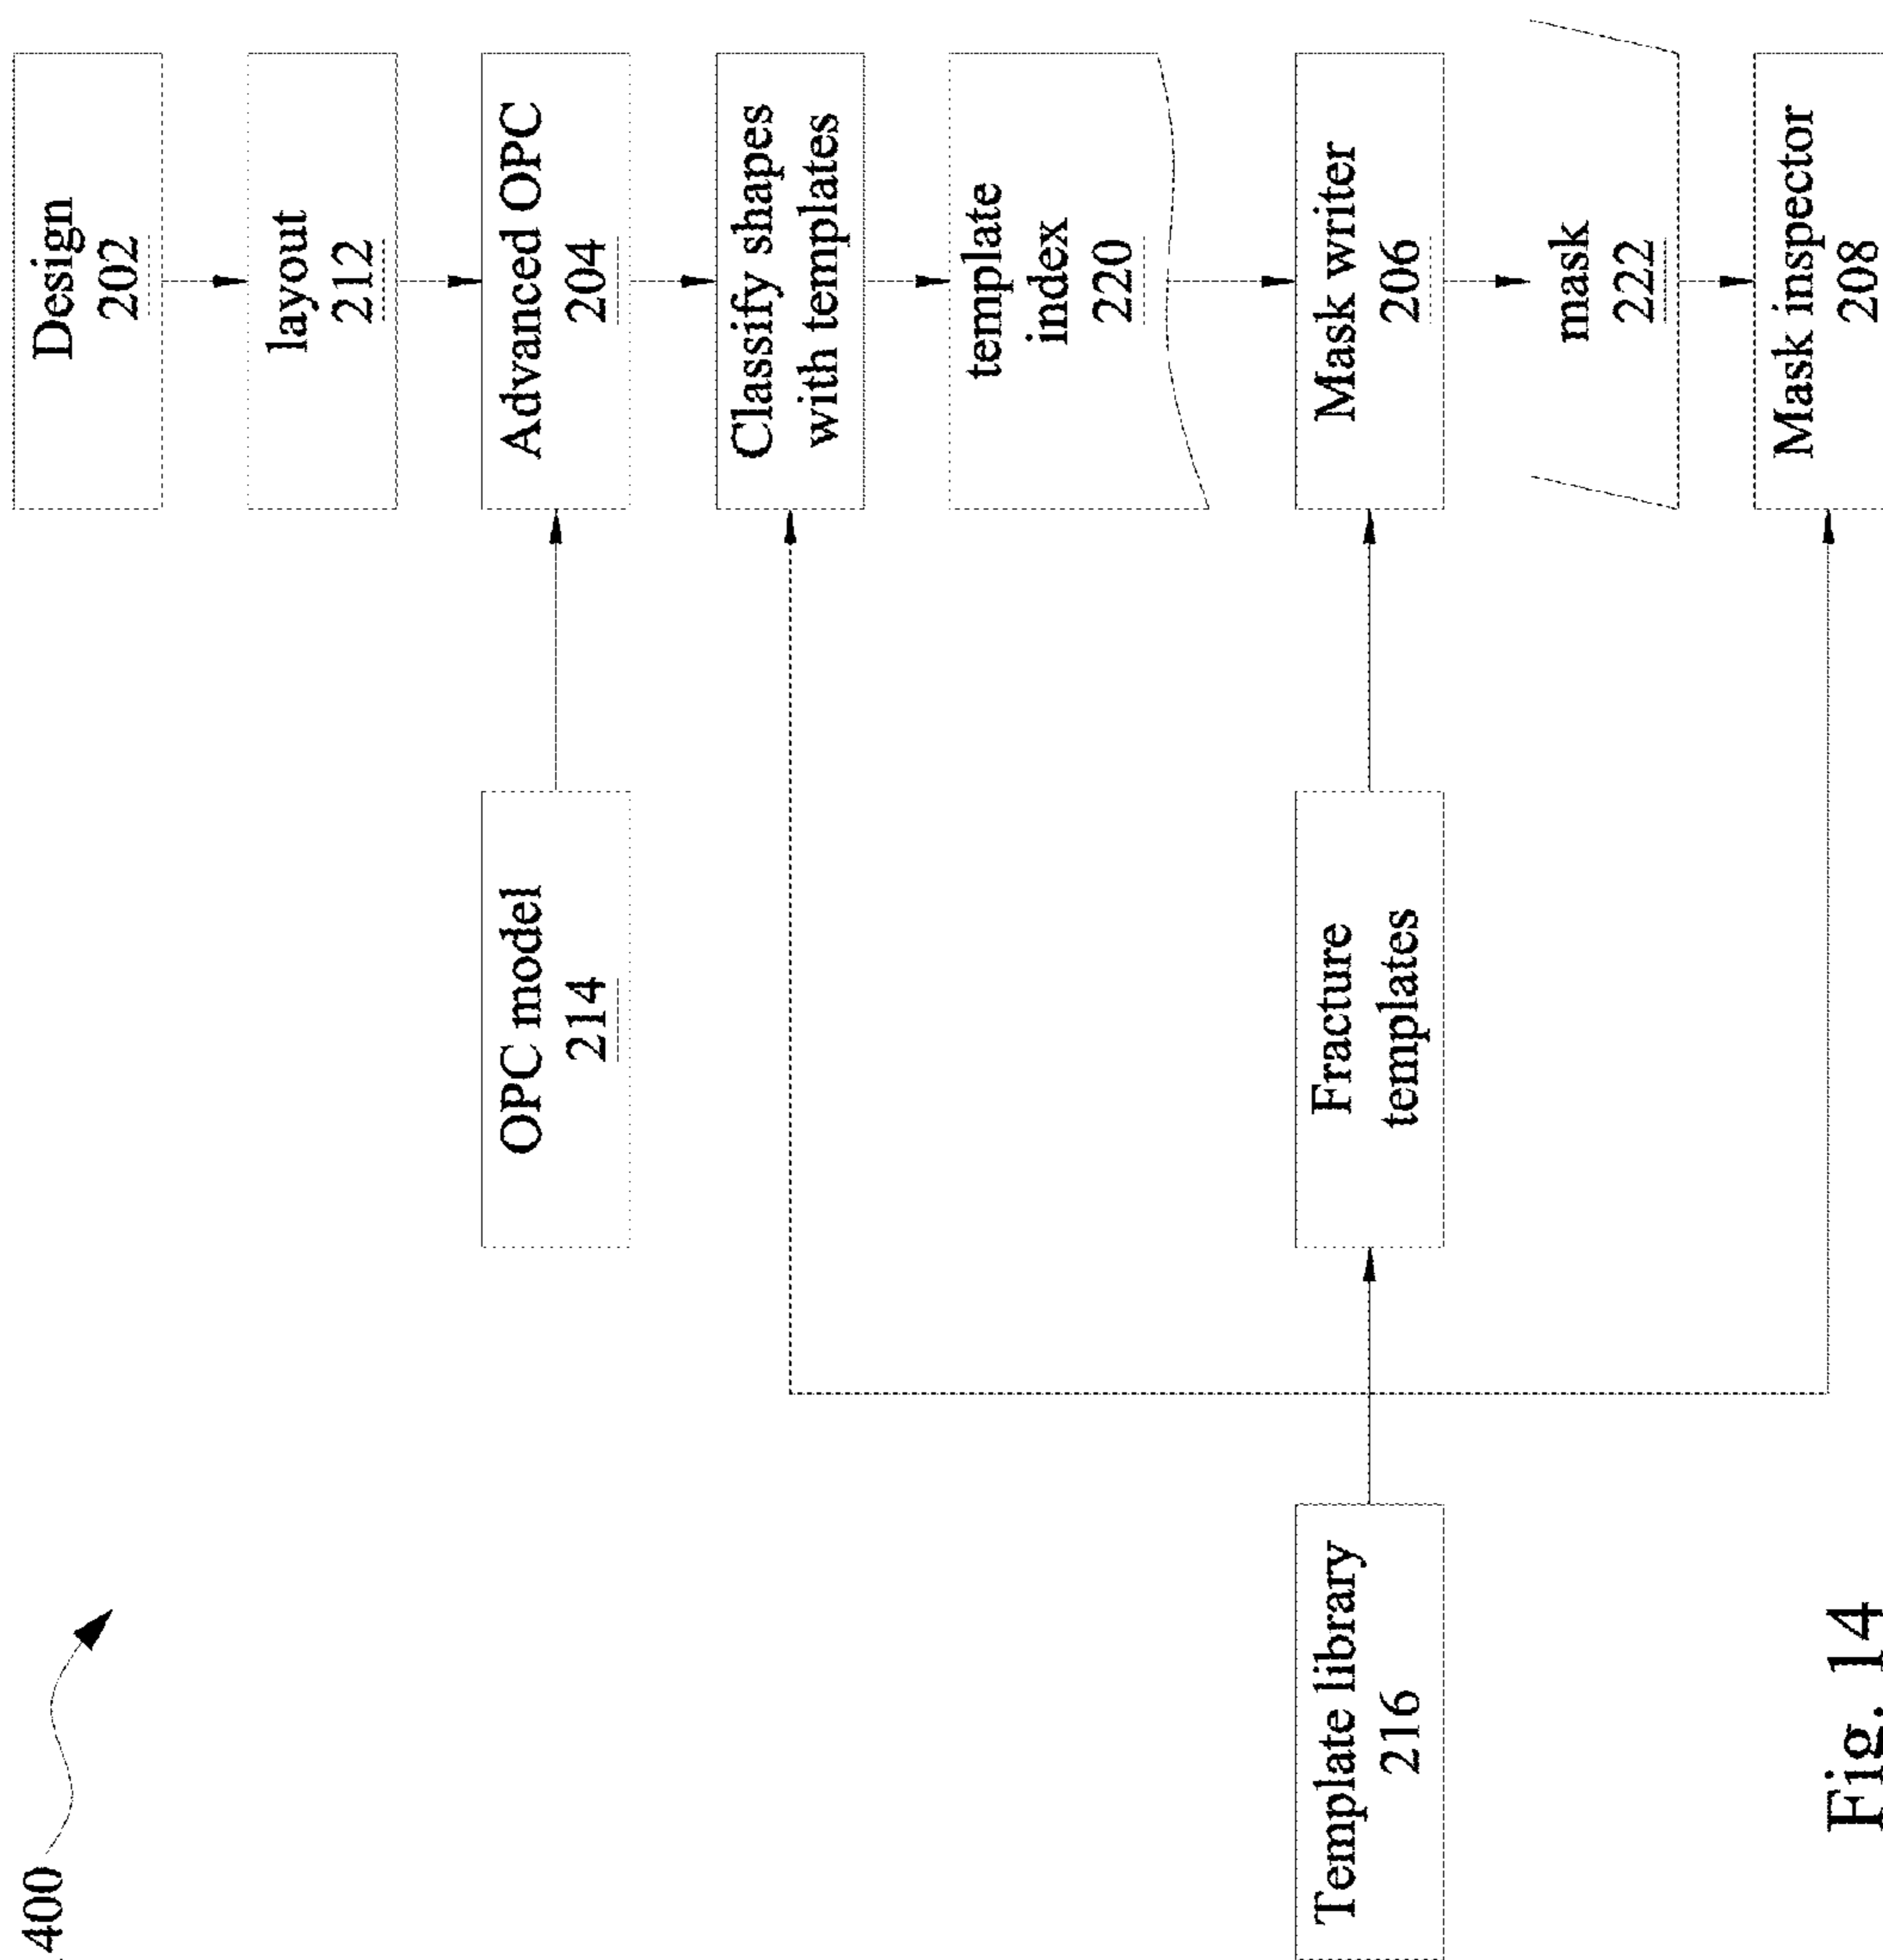 400
Design
202
layout
212
OPC model
214
Advanced OPC
204
Classify shapes
with templates
template
index
220
Template library
216
Fracture
templates
Mask writer
206
mask
222
Mask inspector
208
Fig. 14